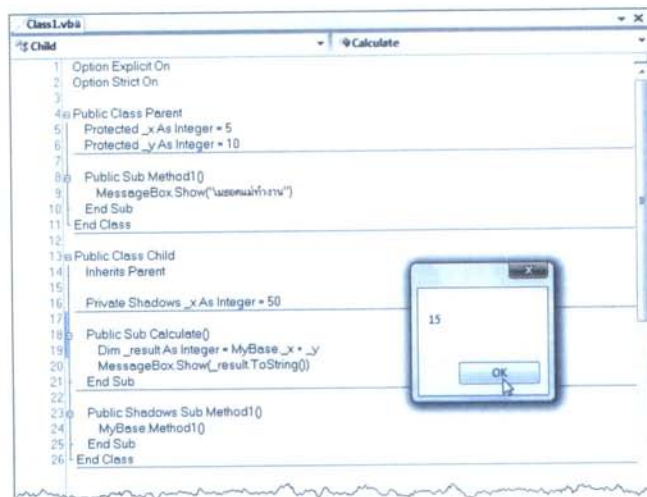 Class1.vb
Child
Calculate
1 Option Explicit On
2 Option Strict On
3
4 Public Class Parent
5 Protected _x As Integer = 5
6 Protected _y As Integer = 10
7
8 Public Sub Method1()
9 MessageBox.Show("เมธอดแม่ทำงาน")
10 End Sub
11 End Class
12
13 Public Class Child
14 Inherits Parent
15
16 Private Shadows _x As Integer = 50
17
18 Public Sub Calculate()
19 Dim _result As Integer = MyBase._x + _y
20 MessageBox.Show(_result.ToString())
21 End Sub
22
23 Public Shadows Sub Method1()
24 MyBase.Method1()
25 End Sub
26 End Class
15
OK